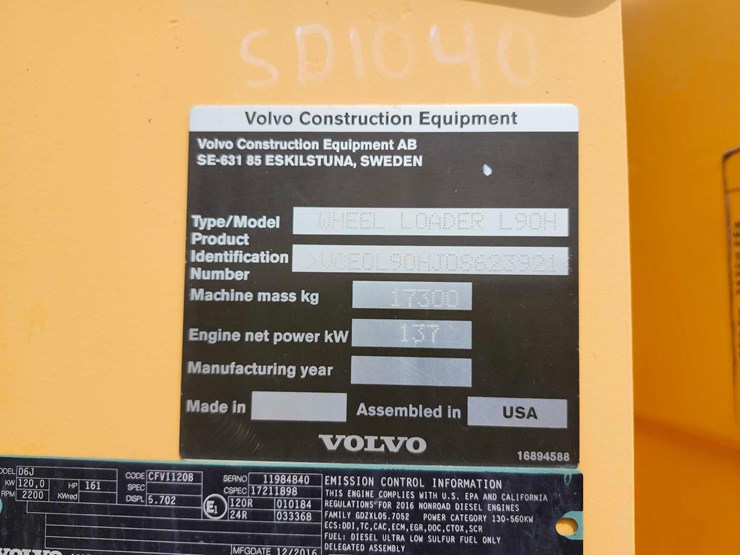 SD1040
Volvo Construction Equipment
Volvo Construction Equipment AB
SE-631 85 ESKILSTUNA, SWEDEN
Type/Model WHEEL LOADER L90H
Product
Identification VCE0L90HJ0S623921
Number
Machine mass kg 17300
Engine net power kW 137
Manufacturing year
Made in Assembled in USA
VOLVO
16894588
D6J CODE CFVI120B SERNO 11984840 EMISSION CONTROL INFORMATION
KW 120,0 HP 161 SPEC CSPEC 17211898 THIS ENGINE COMPLIES WITH U.S. EPA AND CALIFORNIA
RPM 2200 KWred DISPL 5.702 E1 120R 010184 REGULATIONS FOR 2016 NONROAD DIESEL ENGINES
24R 033368 FAMILY GDZXL05.7052 POWER CATEGORY 130-560KW
ECS:DDI,TC,CAC,ECM,EGR,DOC,CTOX,SCR
FUEL: DIESEL ULTRA LOW SULFUR FUEL ONLY
MFGDATE 12/2016 DELEGATED ASSEMBLY
VOLVO